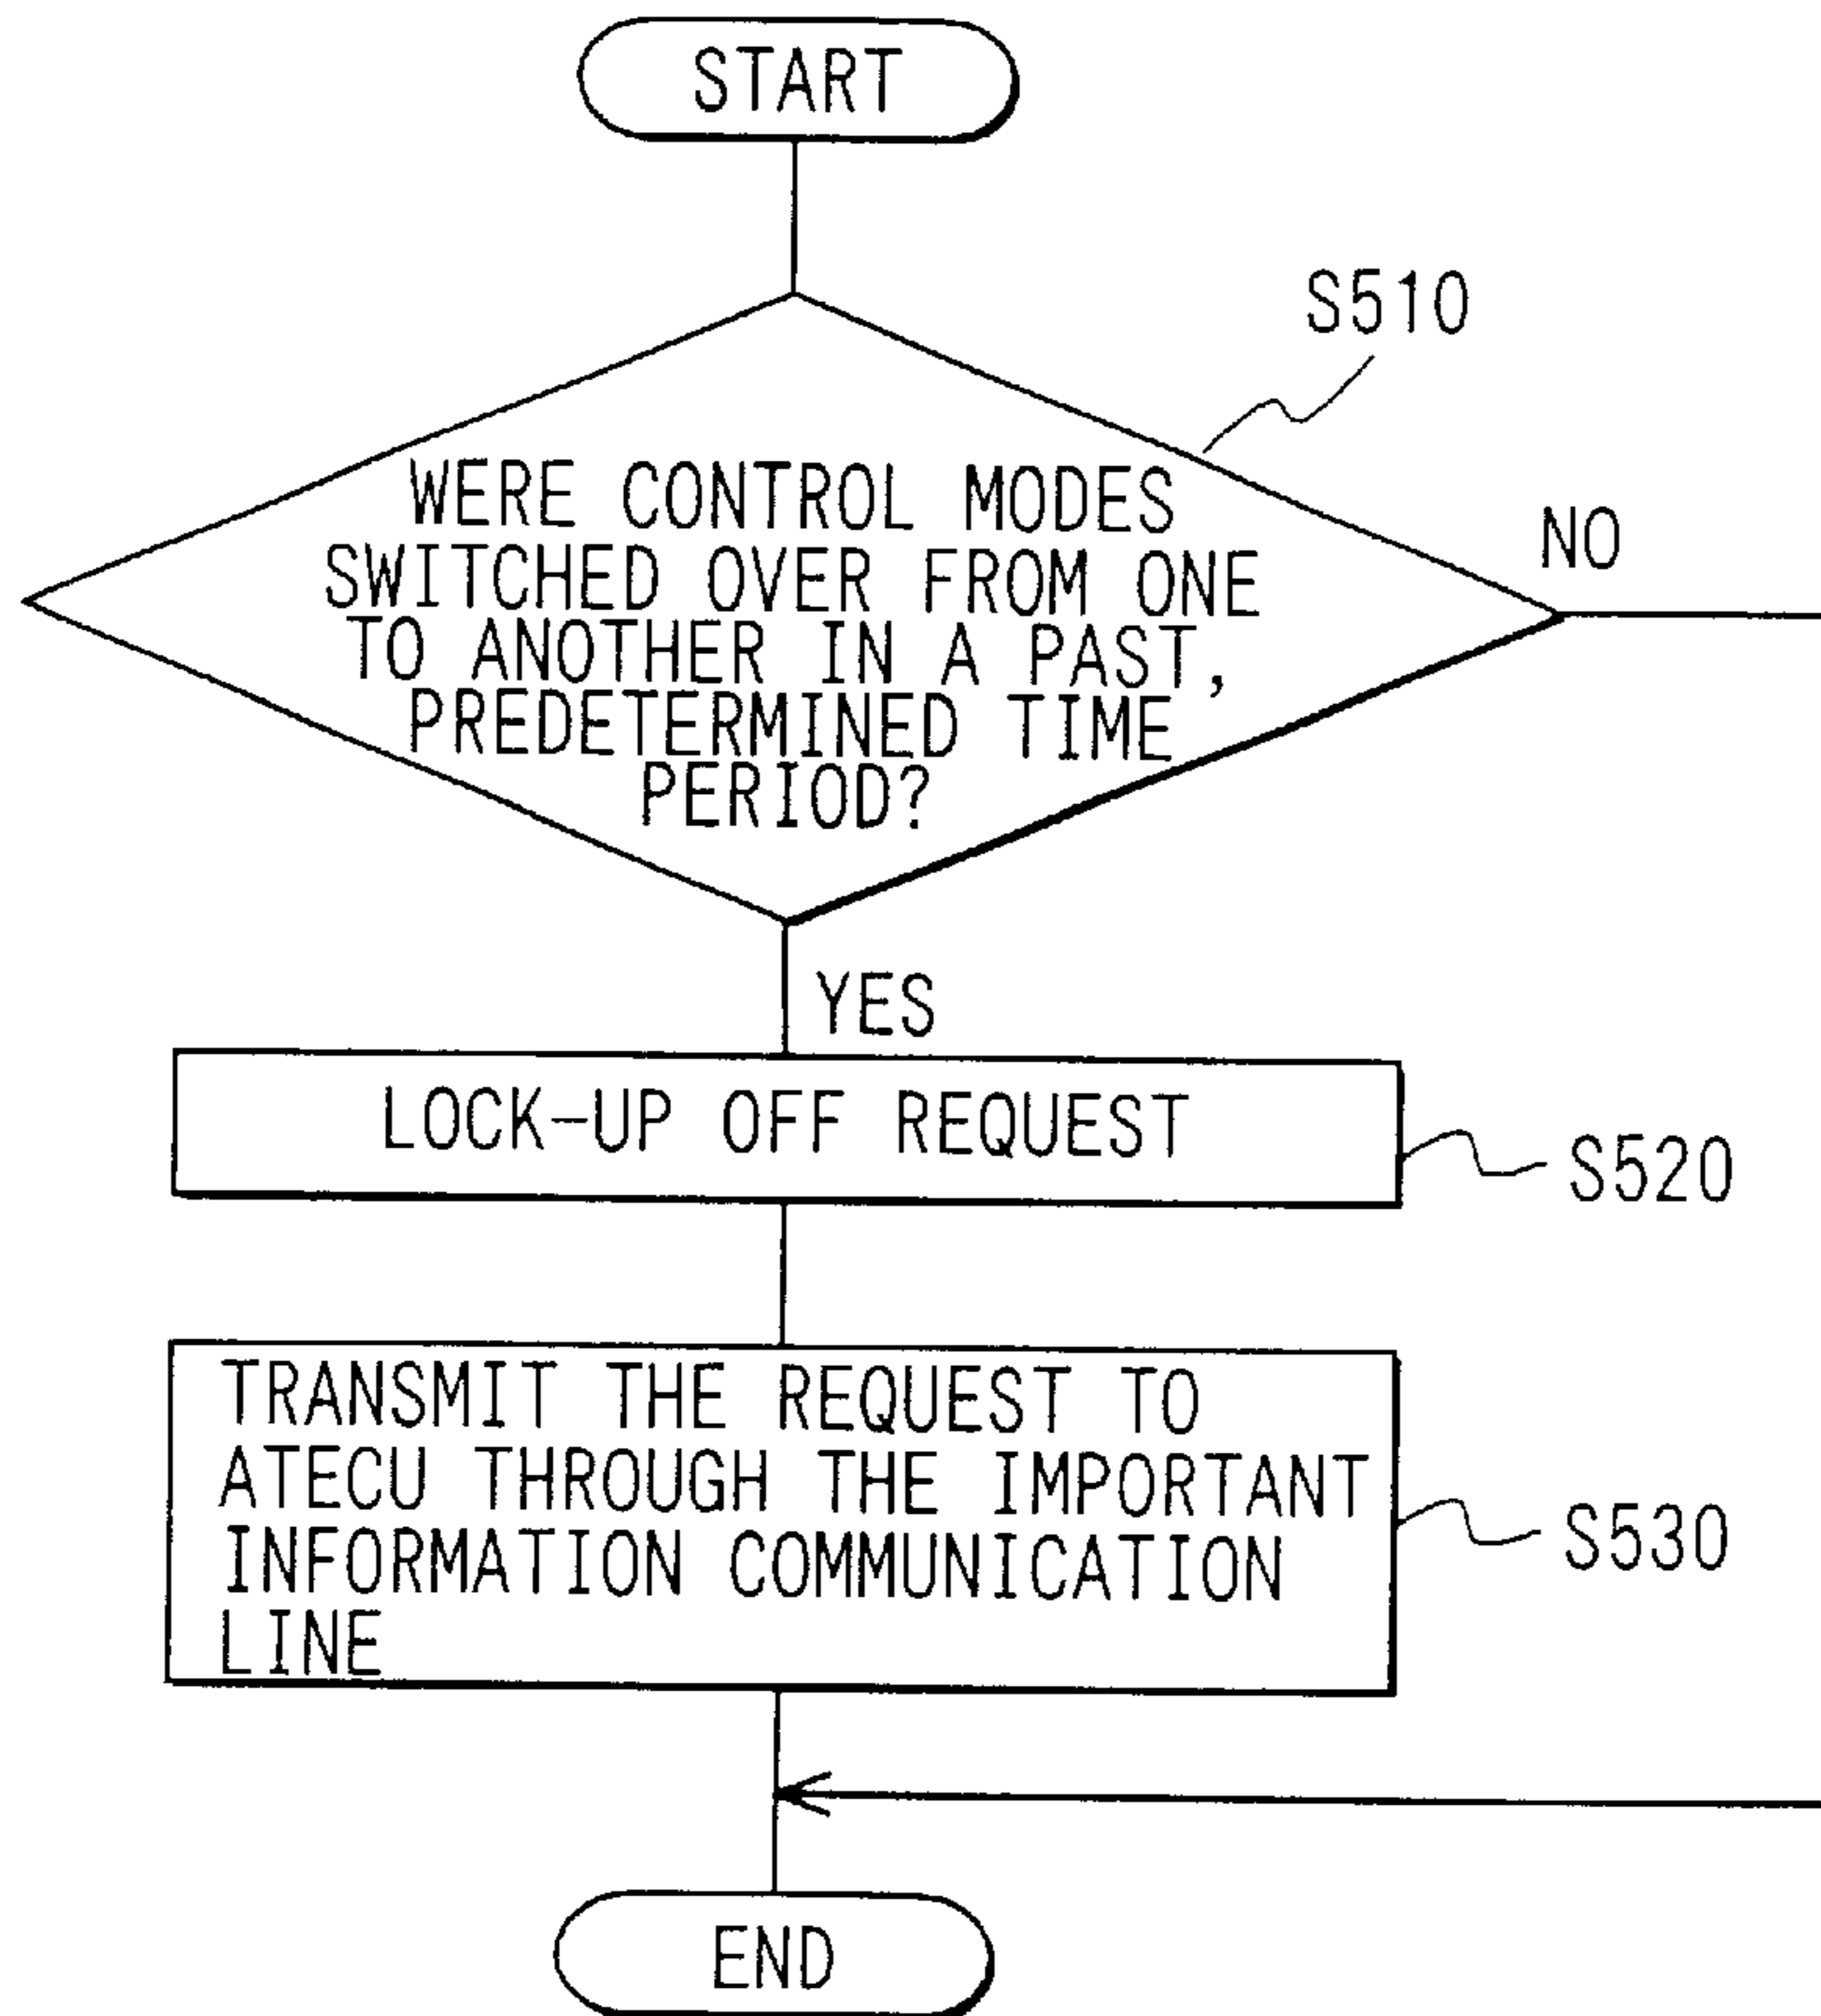 START
S510
WERE CONTROL MODES
SWITCHED OVER FROM ONE
TO ANOTHER IN A PAST,
PREDETERMINED TIME
PERIOD?
NO
YES
LOCK-UP OFF REQUEST
S520
TRANSMIT THE REQUEST TO
ATECU THROUGH THE IMPORTANT
INFORMATION COMMUNICATION
LINE
S530
END